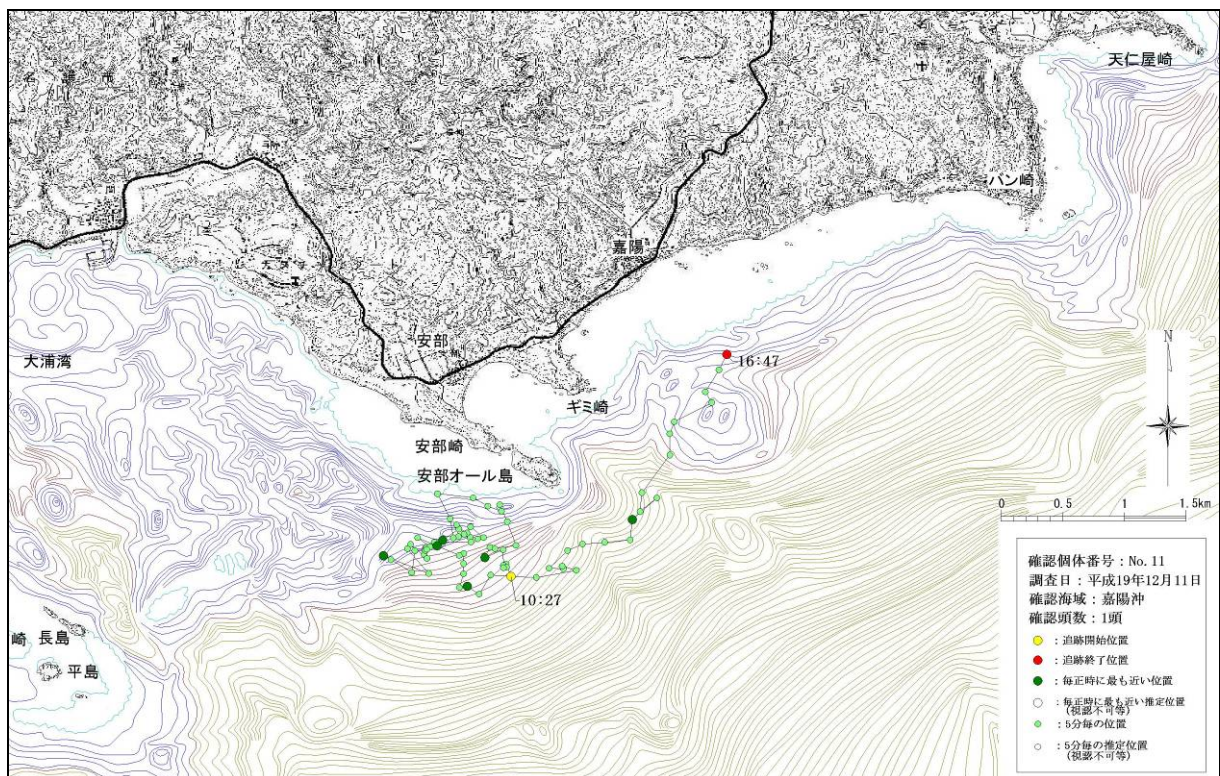 天仁屋崎
バン崎
嘉陽
16:47
安部
大浦湾
ギミ崎
安部崎
安部オール島
N
0 0.5 1 1.5km
10:27
崎
長島
平島
確認個体番号：No. 11
調査日：平成19年12月11日
確認海域：嘉陽沖
確認頭数：1頭
：追跡開始位置
：追跡終了位置
：毎正時に最も近い位置
：毎正時に最も近い推定位置
(視認不可等)
：5分毎の位置
：5分毎の推定位置
(視認不可等)